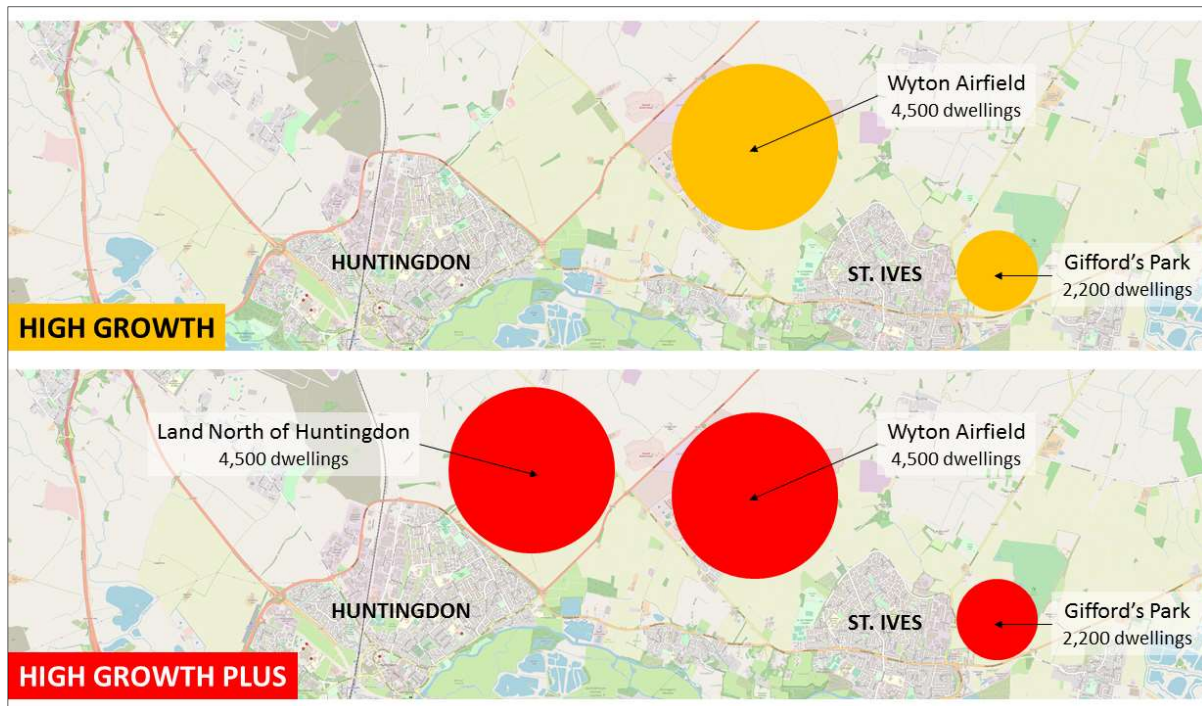 Wyton Airfield
4,500 dwellings
HUNTINGDON
ST. IVES
Gifford's Park
2,200 dwellings
HIGH GROWTH
Land North of Huntingdon
4,500 dwellings
Wyton Airfield
4,500 dwellings
HUNTINGDON
ST. IVES
Gifford's Park
2,200 dwellings
HIGH GROWTH PLUS